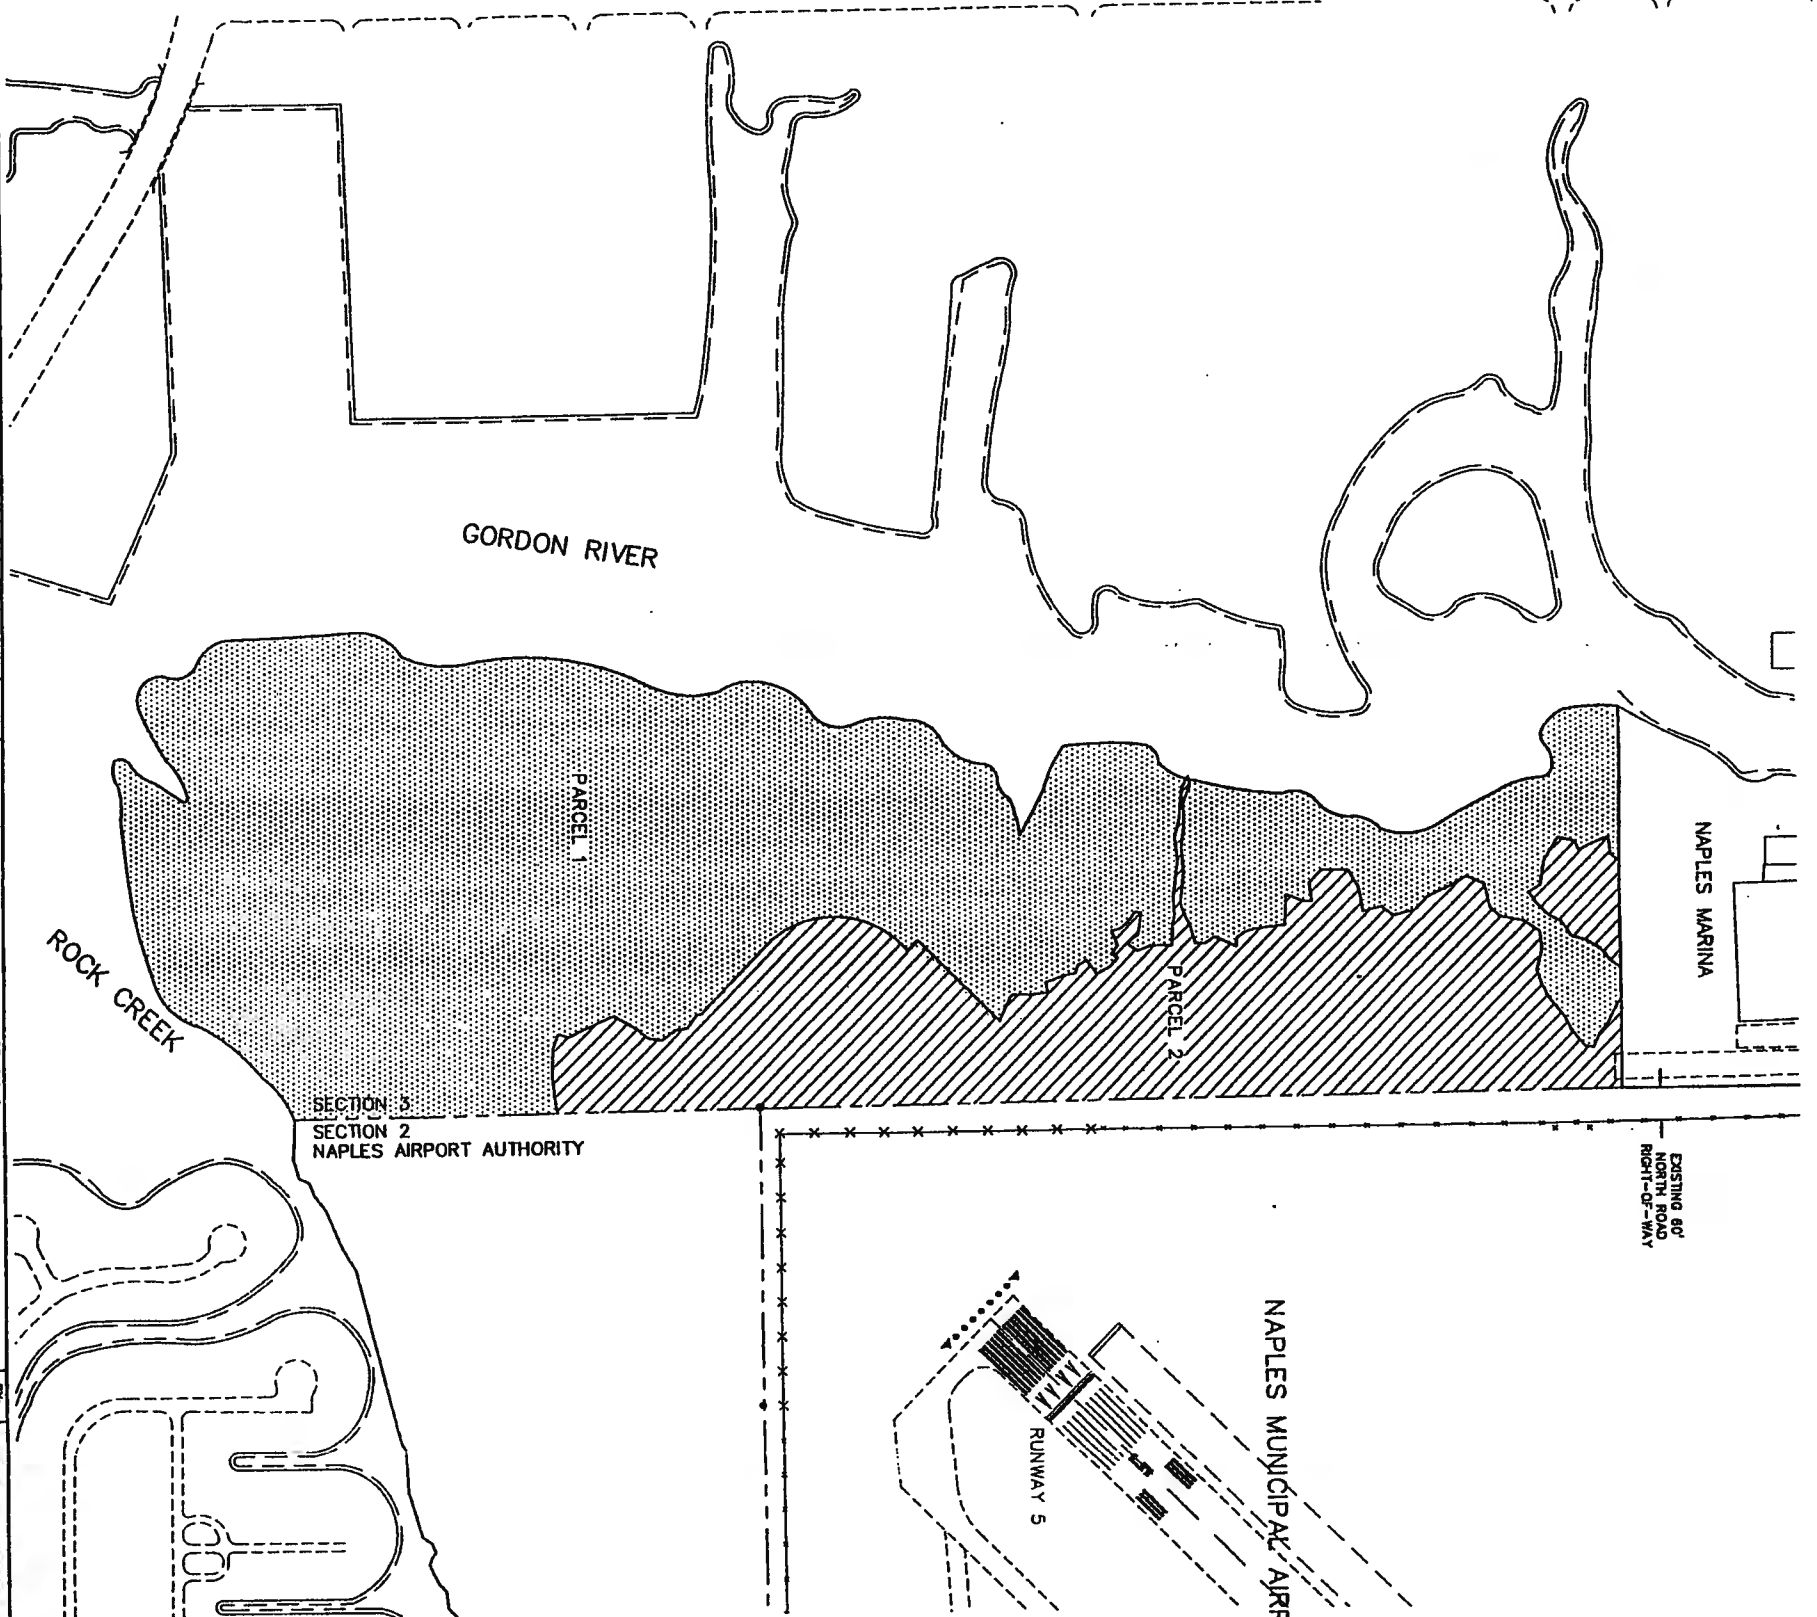 GORDON RIVER
PARCEL 1
ROCK CREEK
PARCEL 2
NAPLES MARINA
SECTION 3
SECTION 2
NAPLES AIRPORT AUTHORITY
EXISTING 60'
NORTH ROAD
RIGHT-OF-WAY
RUNWAY 5
NAPLES MUNICIPAL AIRP